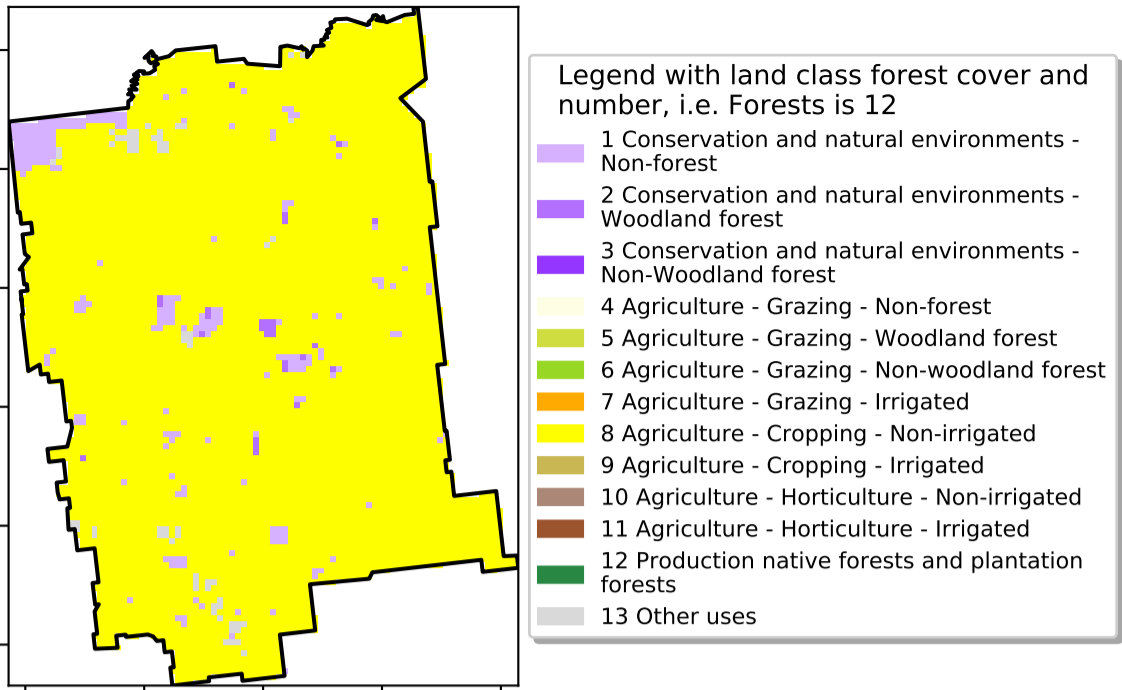 Legend with land class forest cover and
number, i.e. Forests is 12
1 Conservation and natural environments -
Non-forest
2 Conservation and natural environments -
Woodland forest
3 Conservation and natural environments -
Non-Woodland forest
4 Agriculture - Grazing - Non-forest
5 Agriculture - Grazing - Woodland forest
6 Agriculture - Grazing - Non-woodland forest
7 Agriculture - Grazing - Irrigated
8 Agriculture - Cropping - Non-irrigated
9 Agriculture - Cropping - Irrigated
10 Agriculture - Horticulture - Non-irrigated
11 Agriculture - Horticulture - Irrigated
12 Production native forests and plantation
forests
13 Other uses